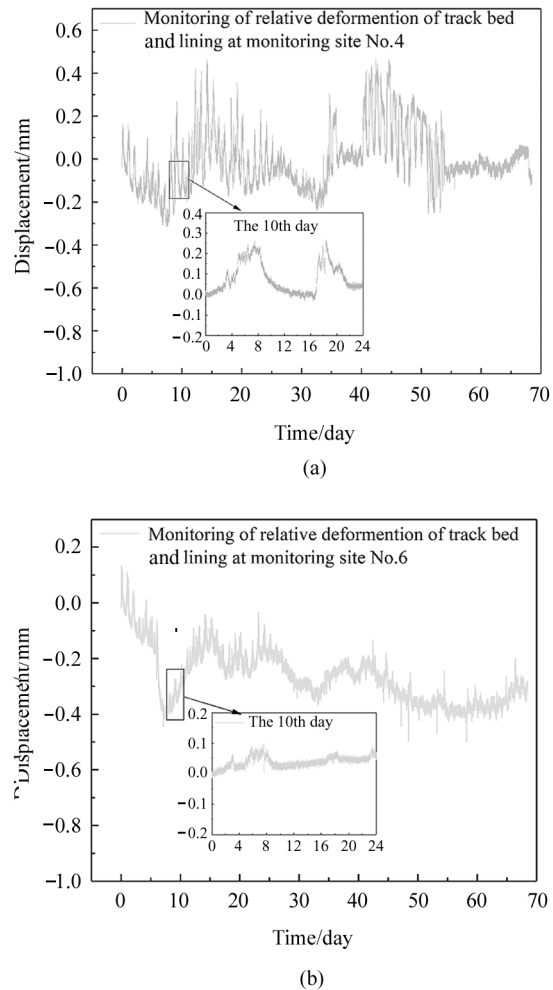 Monitoring of relative deformention of track bed
and lining at monitoring site No.4
0.6
0.4
0.2
0.0
−0.2
−0.4
−0.6
−0.8
−1.0
Displacement/mm
The 10th day
0.4
0.3
0.2
0.1
0.0
−0.1
−0.2
0 4 8 12 16 20 24
0 10 20 30 40 50 60 70
Time/day
(a)
Monitoring of relative deformention of track bed
and lining at monitoring site No.6
0.2
0.0
−0.2
−0.4
−0.6
−0.8
−1.0
Displacement/mm
The 10th day
0.2
0.1
0.0
−0.1
−0.2
0 4 8 12 16 20 24
0 10 20 30 40 50 60 70
Time/day
(b)